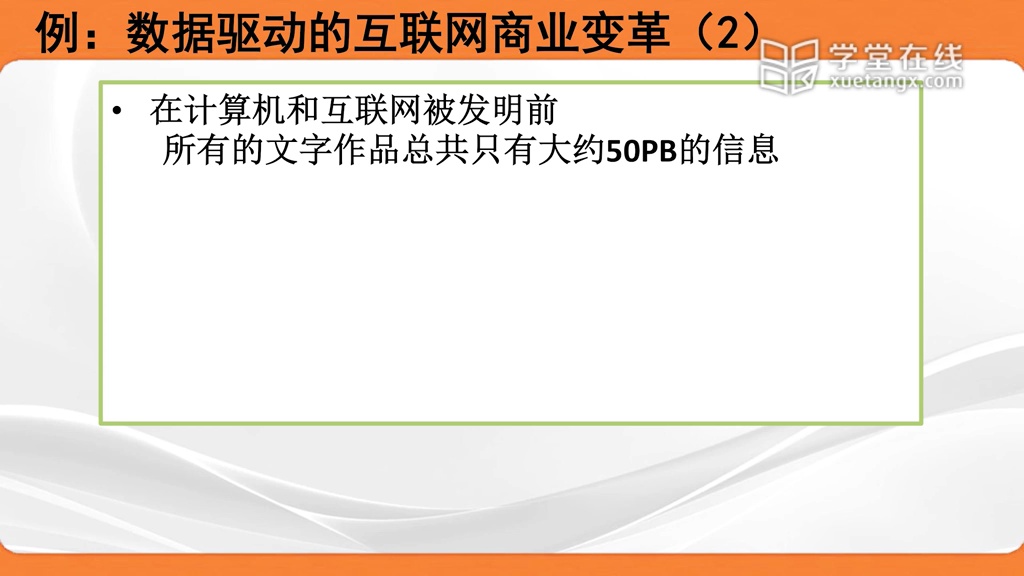 例：数据驱动的互联网商业变革（2）
学堂在线
xuetangx.com
• 在计算机和互联网被发明前
所有的文字作品总共只有大约50PB的信息